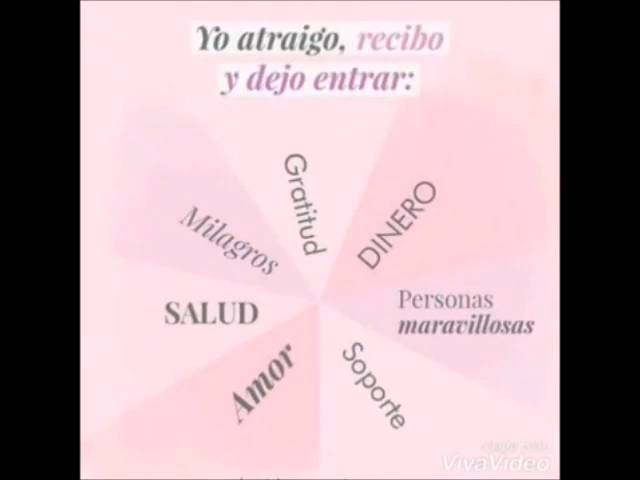 Yo atraigo, recibo
y dejo entrar:
Gratitud
DINERO
Milagros
Personas
maravillosas
SALUD
Amor
Soporte
VivaVideo